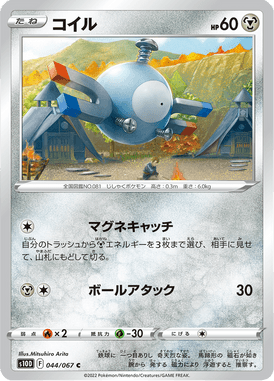 たね
コイル
HP60
全国図鑑NO.081 じしゃくポケモン 高さ:0.3m 重さ:6.0kg
マグネキャッチ
自分のトラッシュからエネルギーを3枚まで選び、相手に見せて、山札にもどして切る。
ボールアタック 30
弱点 ×2 抵抗力 -30 にげる
Illus.Mitsuhiro Arito
s10D F 044/067 C
©2022 Pokémon/Nintendo/Creatures/GAME FREAK.